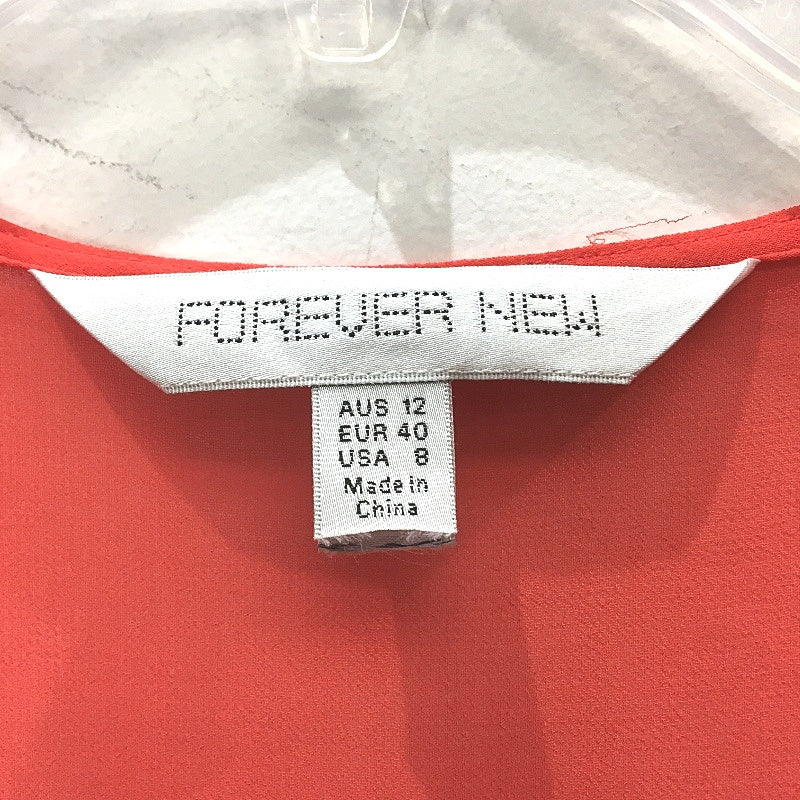 FOREVER NEW
AUS 12
EUR 40
USA 8
Made in
China